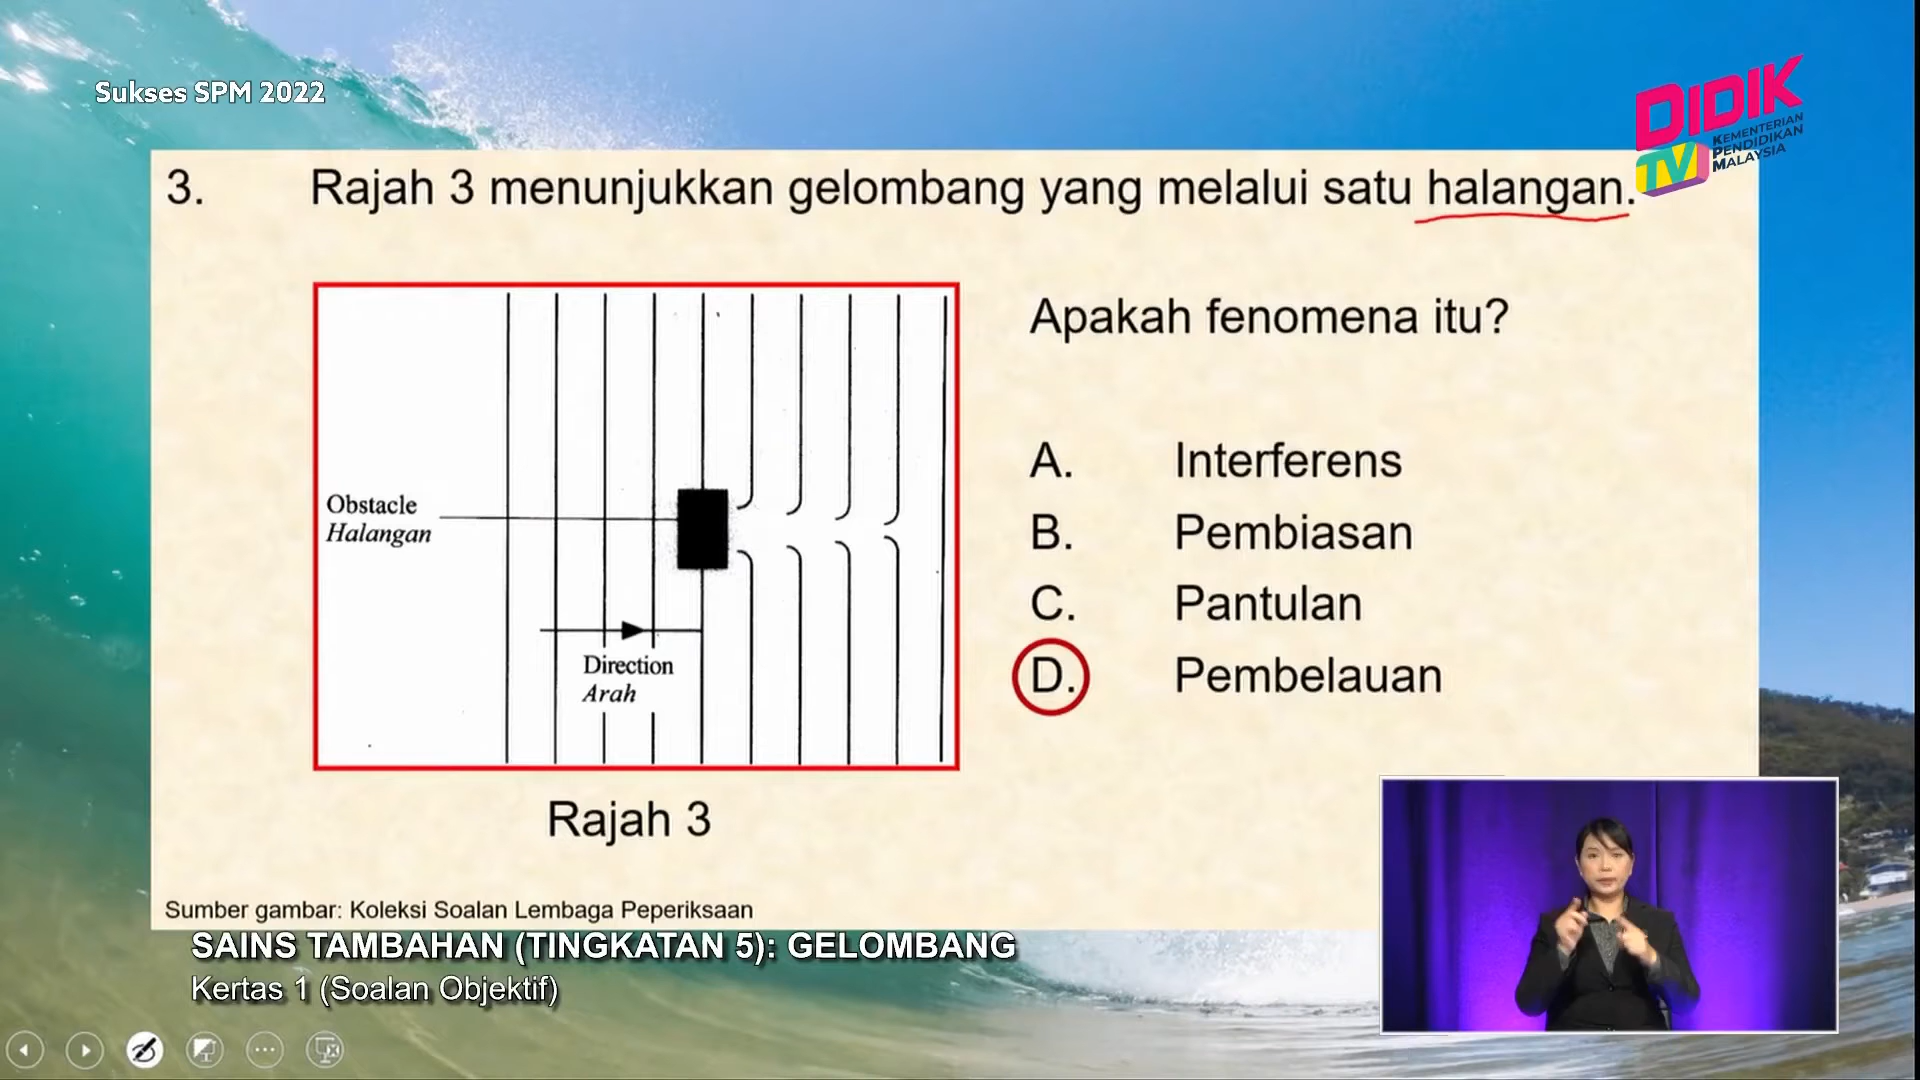 Sukses SPM 2022
DIDIK
TV
KEMENTERIAN
PENDIDIKAN
MALAYSIA
3. Rajah 3 menunjukkan gelombang yang melalui satu halangan.
Obstacle
Halangan
Direction
Arah
Rajah 3
Apakah fenomena itu?
A. Interferens
B. Pembiasan
C. Pantulan
D. Pembelauan
Sumber gambar: Koleksi Soalan Lembaga Peperiksaan
SAINS TAMBAHAN (TINGKATAN 5): GELOMBANG
Kertas 1 (Soalan Objektif)